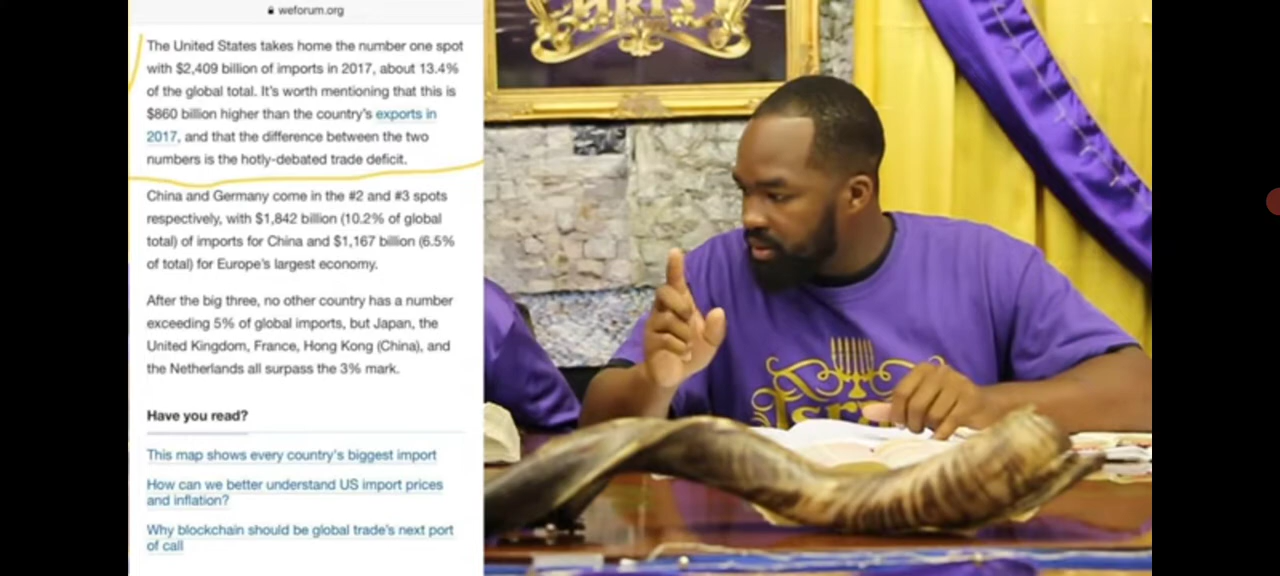 weforum.org
The United States takes home the number one spot
with $2,409 billion of imports in 2017, about 13.4%
of the global total. It's worth mentioning that this is
$860 billion higher than the country's exports in
2017, and that the difference between the two
numbers is the hotly-debated trade deficit.
China and Germany come in the #2 and #3 spots
respectively, with $1,842 billion (10.2% of global
total) of imports for China and $1,167 billion (6.5%
of total) for Europe's largest economy.
After the big three, no other country has a number
exceeding 5% of global imports, but Japan, the
United Kingdom, France, Hong Kong (China), and
the Netherlands all surpass the 3% mark.
Have you read?
This map shows every country's biggest import
How can we better understand US import prices
and inflation?
Why blockchain should be global trade's next port
of call